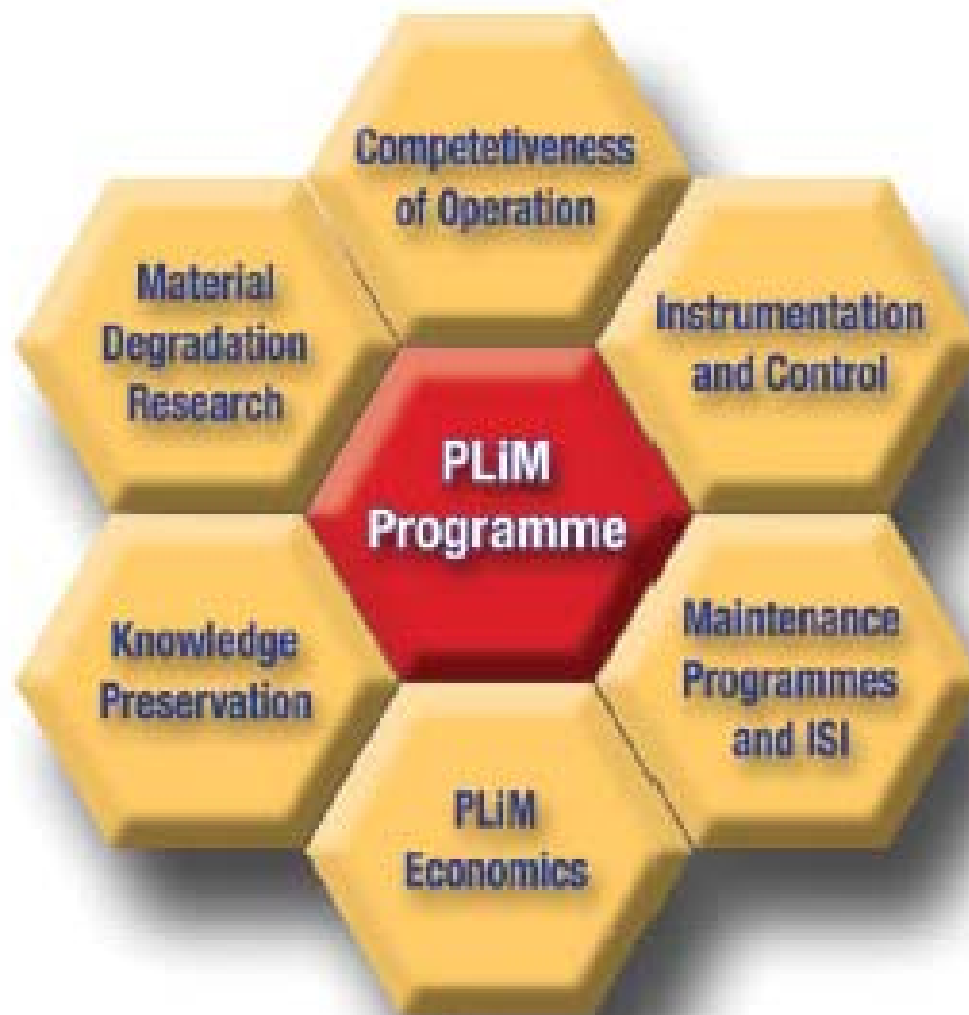 Competetiveness
of Operation
Material
Degradation
Research
Instrumentation
and Control
PLiM
Programme
Knowledge
Preservation
Maintenance
Programmes
and ISI
PLiM
Economics